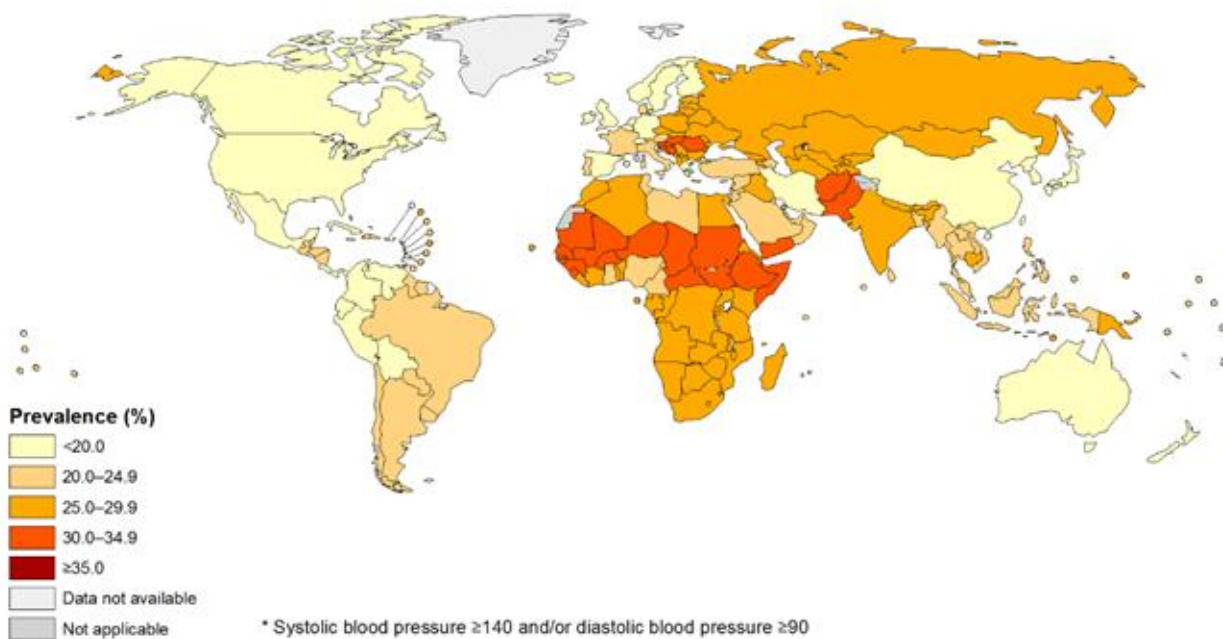 Prevalence (%)
<20.0
20.0–24.9
25.0–29.9
30.0–34.9
≥35.0
Data not available
Not applicable
* Systolic blood pressure ≥140 and/or diastolic blood pressure ≥90